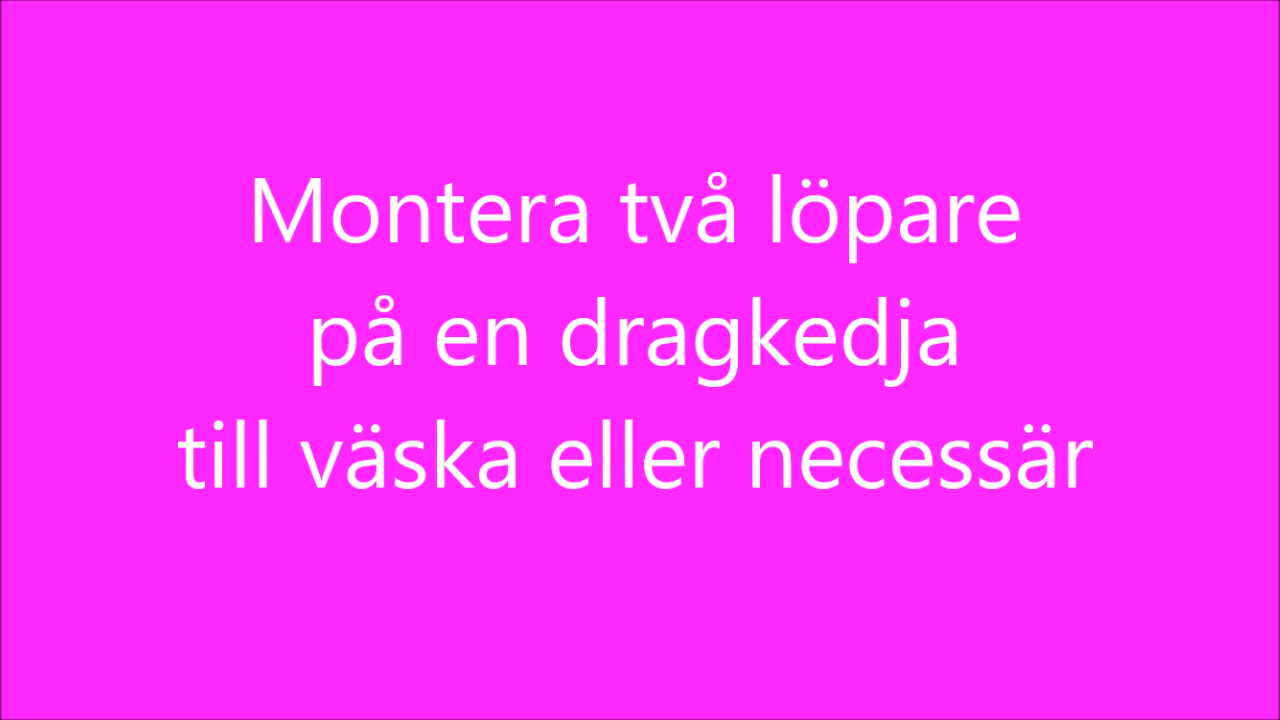 Montera två löpare
på en dragkedja
till väska eller necessär